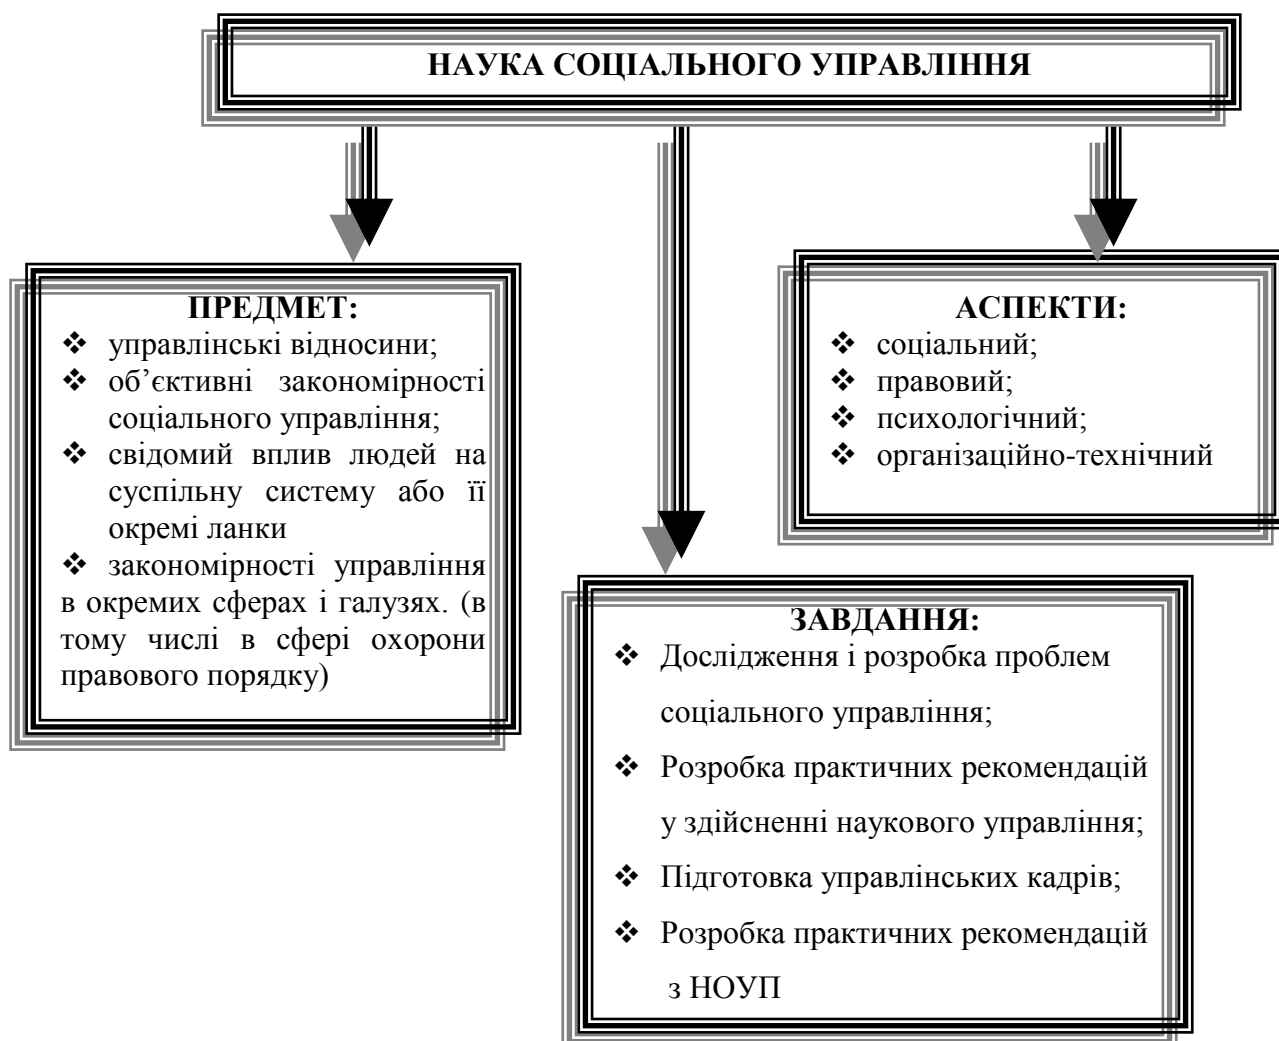 НАУКА СОЦІАЛЬНОГО УПРАВЛІННЯ
ПРЕДМЕТ:
❖ управлінські відносини;
❖ об’єктивні закономірності
соціального управління;
❖ свідомий вплив людей на
суспільну систему або її
окремі ланки
❖ закономірності управління
в окремих сферах і галузях. (в
тому числі в сфері охорони
правового порядку)
АСПЕКТИ:
❖ соціальний;
❖ правовий;
❖ психологічний;
❖ організаційно-технічний
ЗАВДАННЯ:
❖ Дослідження і розробка проблем
соціального управління;
❖ Розробка практичних рекомендацій
у здійсненні наукового управління;
❖ Підготовка управлінських кадрів;
❖ Розробка практичних рекомендацій
з НОУП